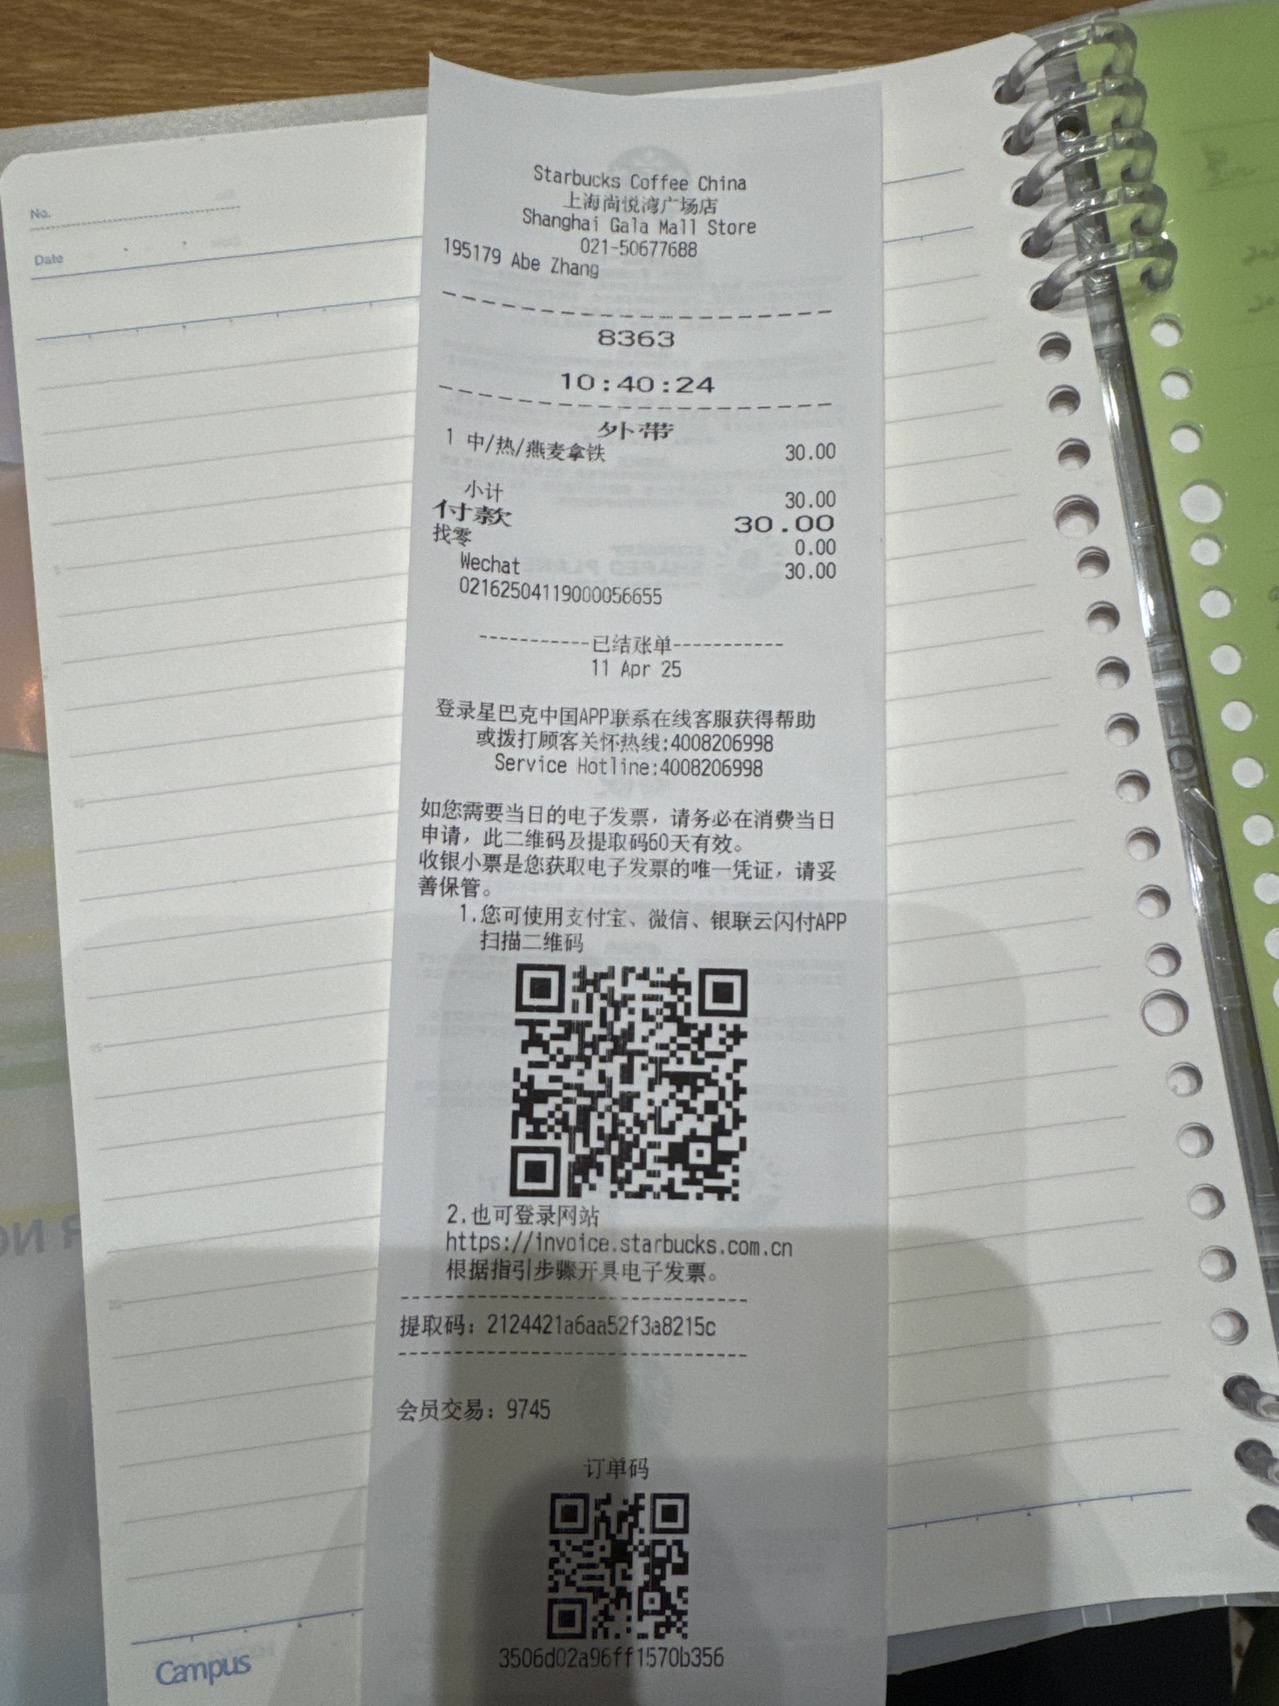 No.
Date
Starbucks Coffee China
上海尚悦湾广场店
Shanghai Gala Mall Store
021-50677688
195179 Abe Zhang
8363
10:40:24
外带
1 中/热/燕麦拿铁 30.00
小计 30.00
付款 30.00
找零 0.00
Wechat 30.00
02162504119000056655
-----------已结账单-----------
11 Apr 25
登录星巴克中国APP联系在线客服获得帮助
或拨打顾客关怀热线:4008206998
Service Hotline:4008206998
如您需要当日的电子发票，请务必在消费当日
申请，此二维码及提取码60天有效。
收银小票是您获取电子发票的唯一凭证，请妥
善保管。
1.您可使用支付宝、微信、银联云闪付APP
扫描二维码
2.也可登录网站
https://invoice.starbucks.com.cn
根据指引步骤开具电子发票。
提取码：2124421a6aa52f3a8215c
会员交易：9745
订单码
3506d02a96ff1570b356
Campus